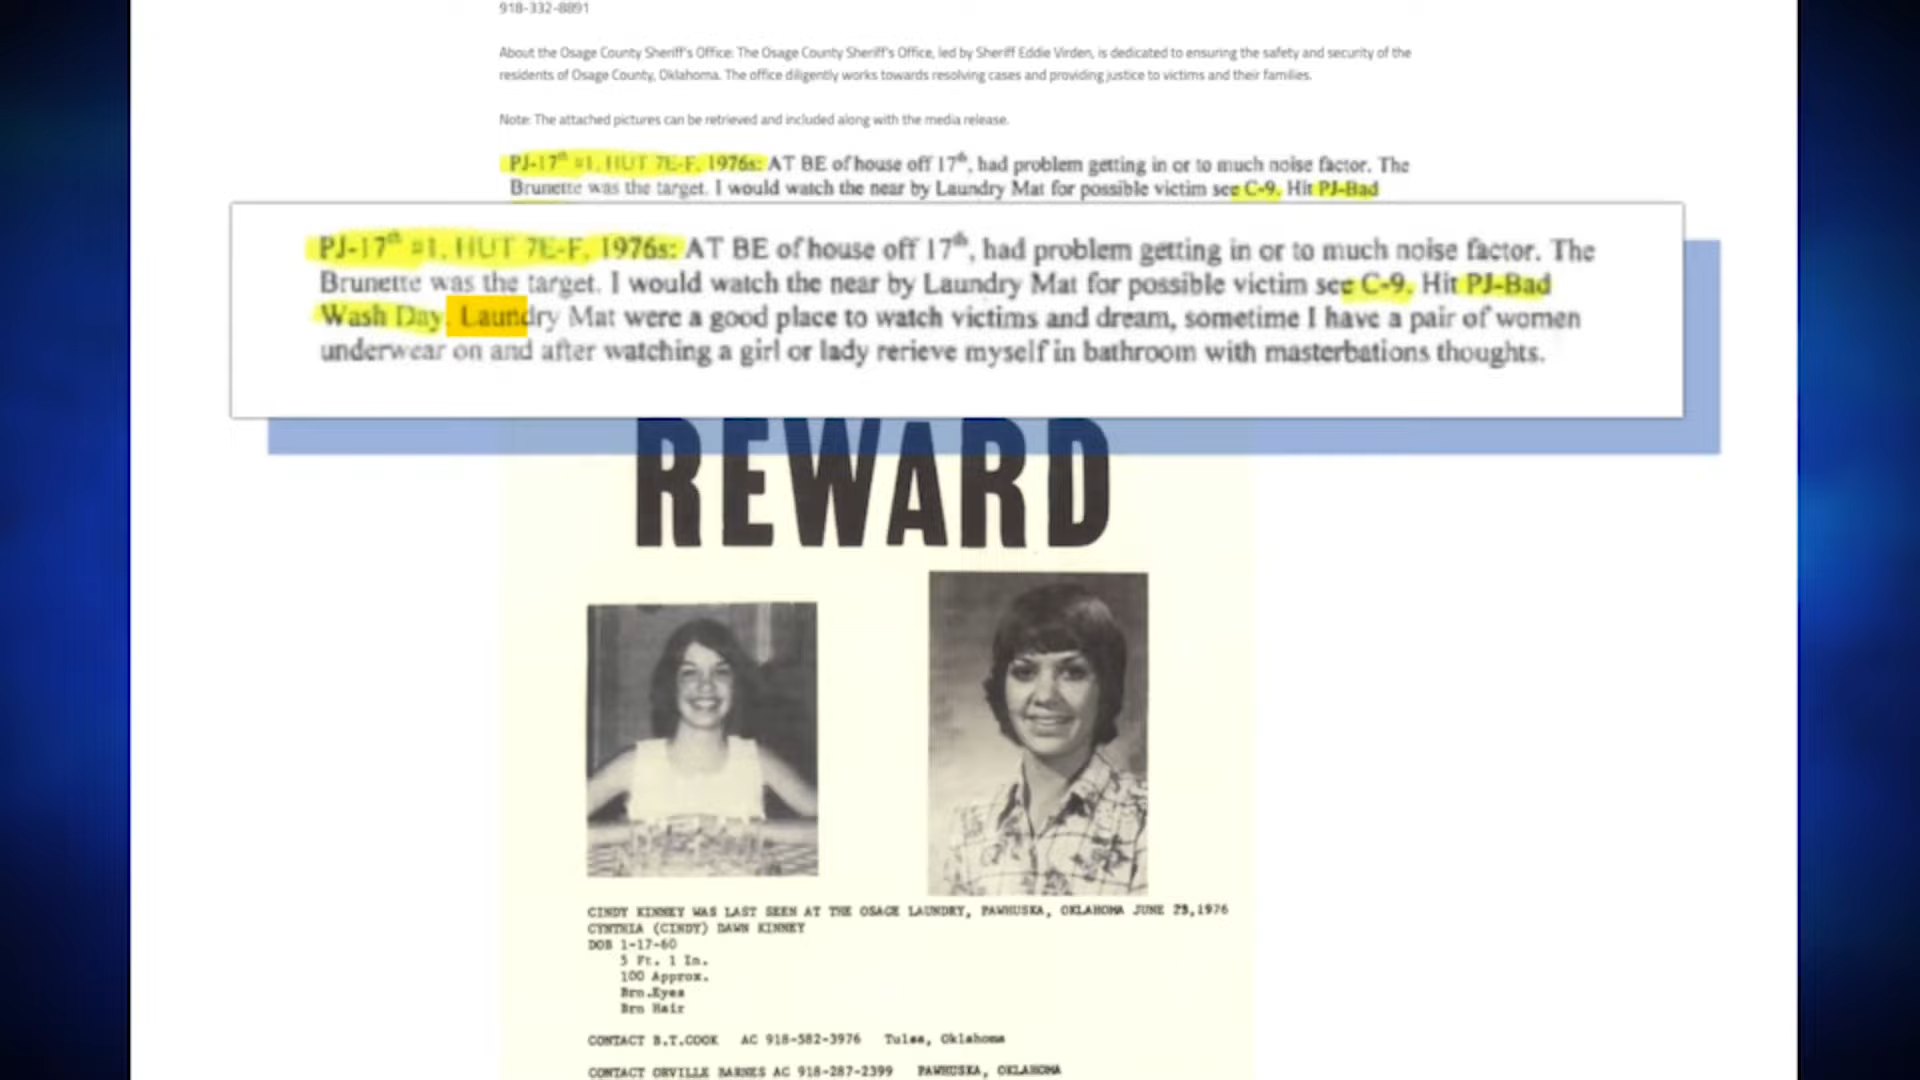 918-332-8891
About the Osage County Sheriff's Office: The Osage County Sheriff's Office, led by Sheriff Eddie Virden, is dedicated to ensuring the safety and security of the
residents of Osage County, Oklahoma. The office diligently works towards resolving cases and providing justice to victims and their families.
Note: The attached pictures can be retrieved and included along with the media release.
PJ-17th #1, HUT 7E-F, 1976s: AT BE of house off 17th, had problem getting in or to much noise factor. The
Brunette was the target. I would watch the near by Laundry Mat for possible victim see C-9. Hit PJ-Bad
PJ-17th #1, HUT 7E-F, 1976s: AT BE of house off 17th, had problem getting in or to much noise factor. The
Brunette was the target. I would watch the near by Laundry Mat for possible victim see C-9. Hit PJ-Bad
Wash Day. Laundry Mat were a good place to watch victims and dream, sometime I have a pair of women
underwear on and after watching a girl or lady rerieve myself in bathroom with masterbations thoughts.
REWARD
CINDY KINNEY WAS LAST SEEN AT THE OSAGE LAUNDRY, PAWHUSKA, OKLAHOMA JUNE 23,1976
CYNTHIA (CINDY) DAWN KINNEY
DOB 1-17-60
5 Ft. 1 In.
100 Approx.
Brn.Eyes
Brn Hair
CONTACT B.T.COOK AC 918-582-3976 Tulsa, Oklahoma
CONTACT ORVILLE BARNES AC 918-287-2399 PAWHUSKA, OKLAHOMA